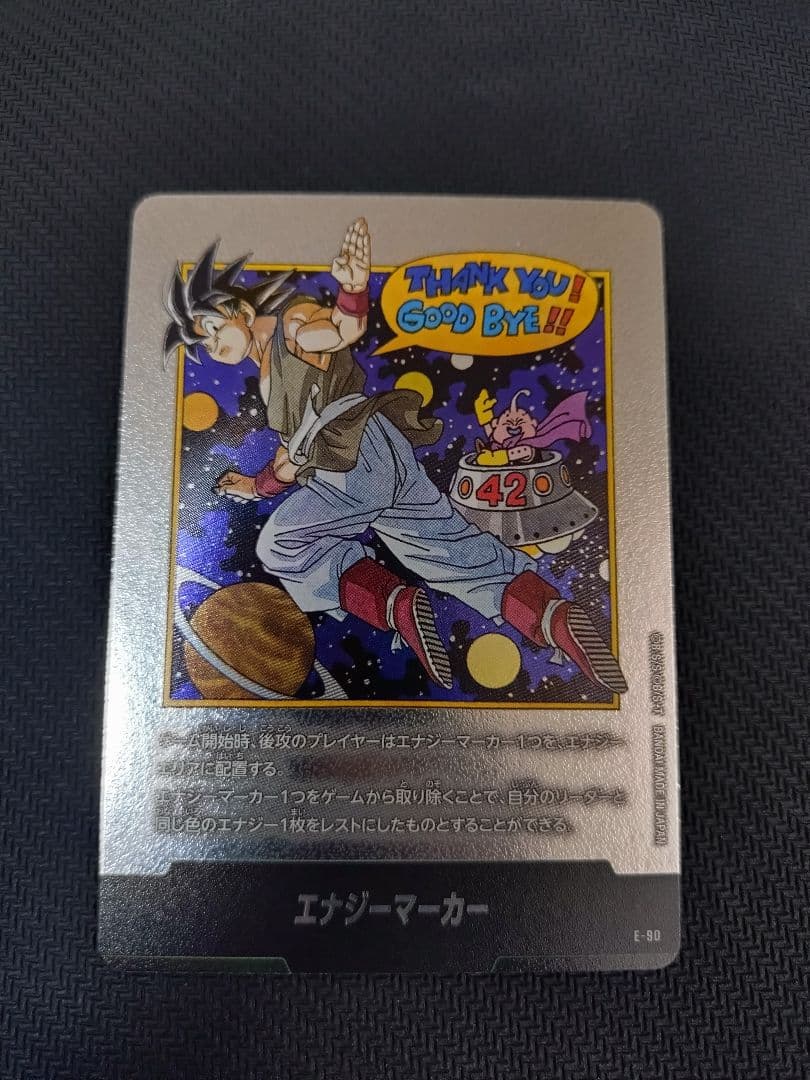 THANK YOU!
GOOD BYE!!
42
ゲーム開始時、後攻のプレイヤーはエナジーマーカー1つを、エナジー
エリアに配置する。
エナジーマーカー1つをゲームから取り除くことで、自分のリーダーと
同じ色のエナジー1枚をレストにしたものとすることができる。
BANDAI MADE IN JAPAN
エナジーマーカー
E-90